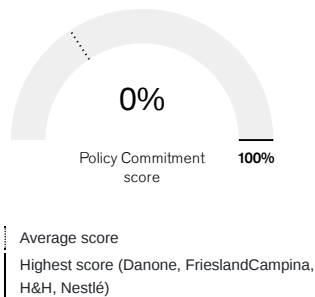 0%
Policy Commitment
score
100%
Average score
Highest score (Danone, FrieslandCampina,
H&H, Nestlé)